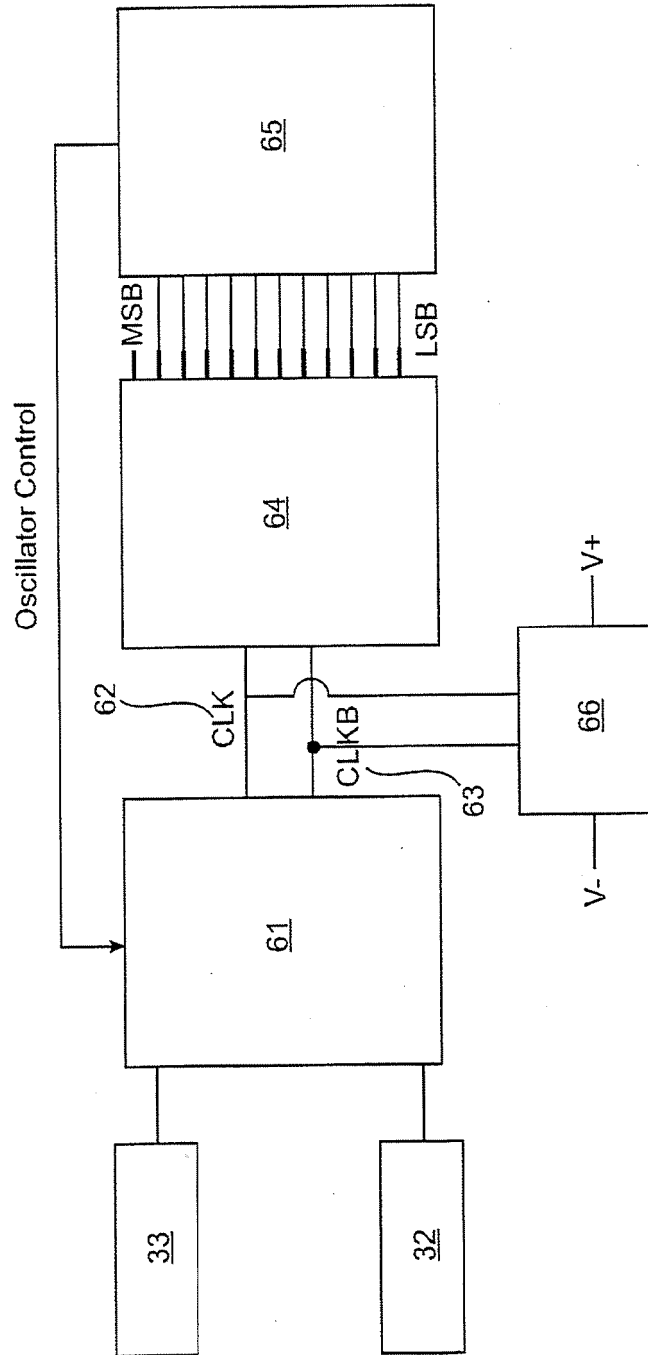 Oscillator Control
65
MSB
LSB
64
62
CLK
CLKB
63
61
66
V+
V-
33
32